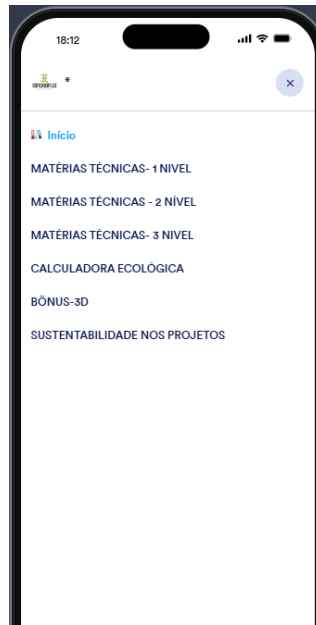 18:12
*
Início
MATÉRIAS TÉCNICAS- 1 NIVEL
MATÉRIAS TÉCNICAS - 2 NÍVEL
MATÉRIAS TÉCNICAS- 3 NIVEL
CALCULADORA ECOLÓGICA
BÔNUS-3D
SUSTENTABILIDADE NOS PROJETOS